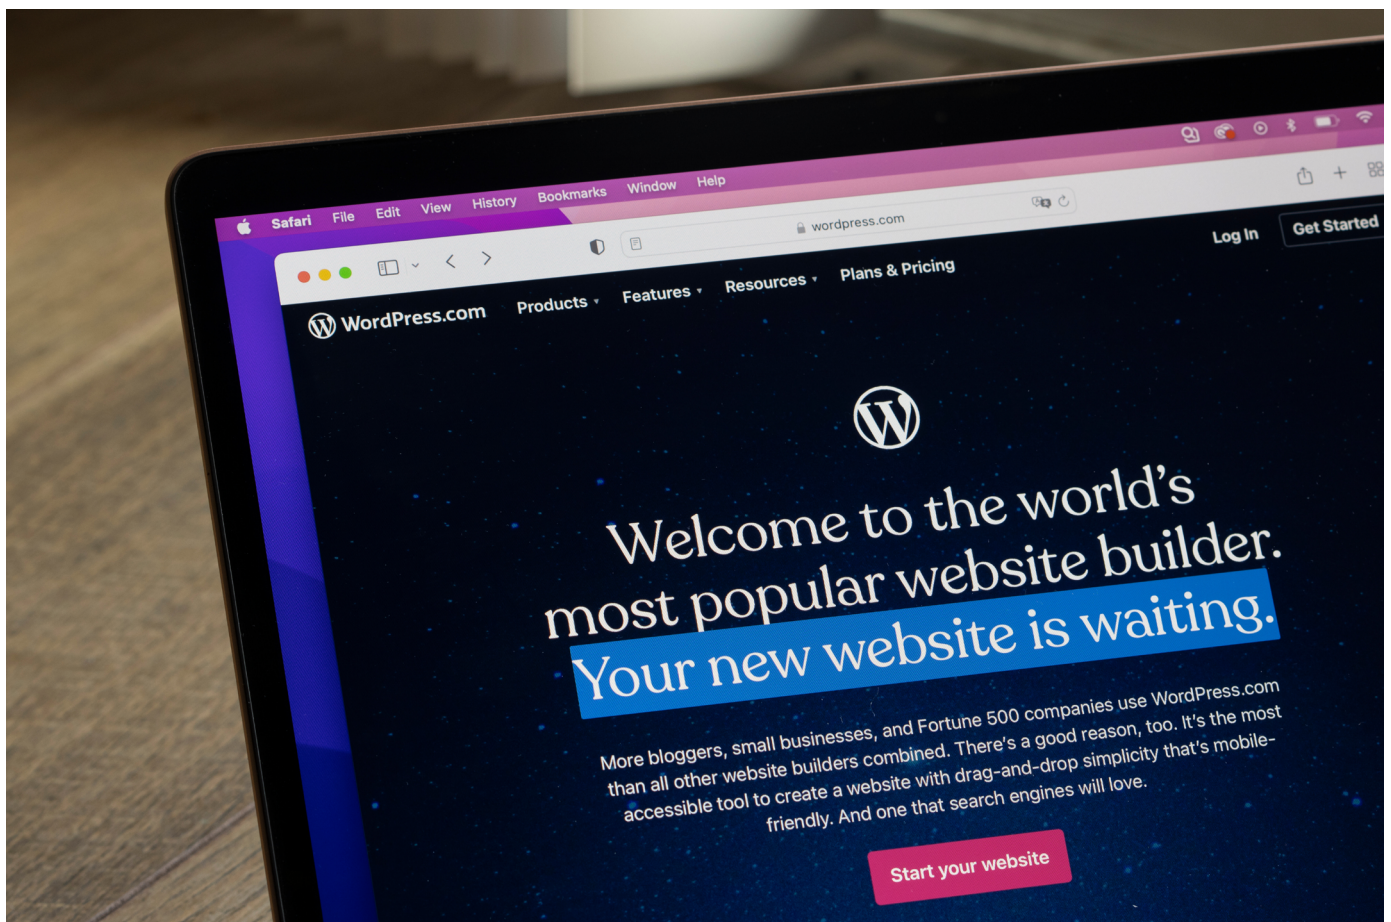 Safari File Edit View History Bookmarks Window Help
wordpress.com
WordPress.com Products Features Resources Plans & Pricing Log In Get Started
Welcome to the world's
most popular website builder.
Your new website is waiting.
More bloggers, small businesses, and Fortune 500 companies use WordPress.com
than all other website builders combined. There's a good reason, too. It's the most
accessible tool to create a website with drag-and-drop simplicity that's mobile-
friendly. And one that search engines will love.
Start your website